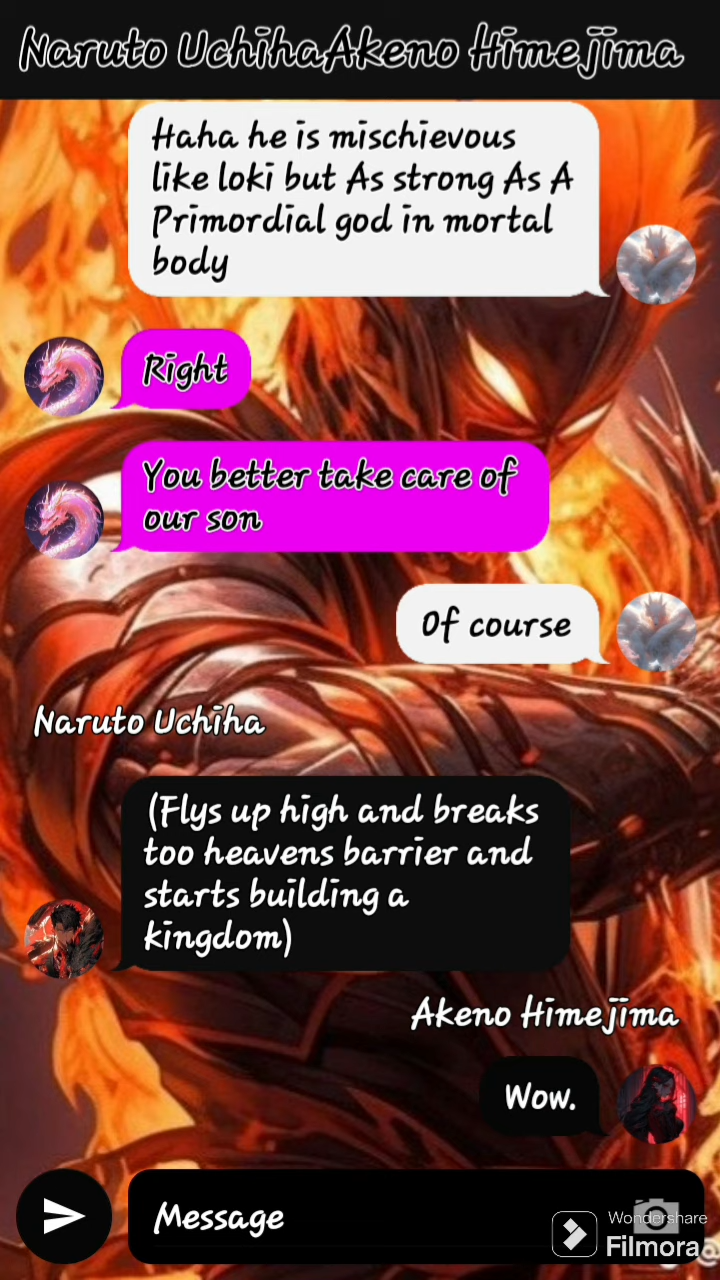 Naruto UchihaAkeno Himejima
Haha he is mischievous
like loki but As strong As A
Primordial god in mortal
body
Right
You better take care of
our son
Of course
Naruto Uchiha
(Flys up high and breaks
too heavens barrier and
starts building a
kingdom)
Akeno Himejima
Wow.
Message
Wondershare
Filmora
@